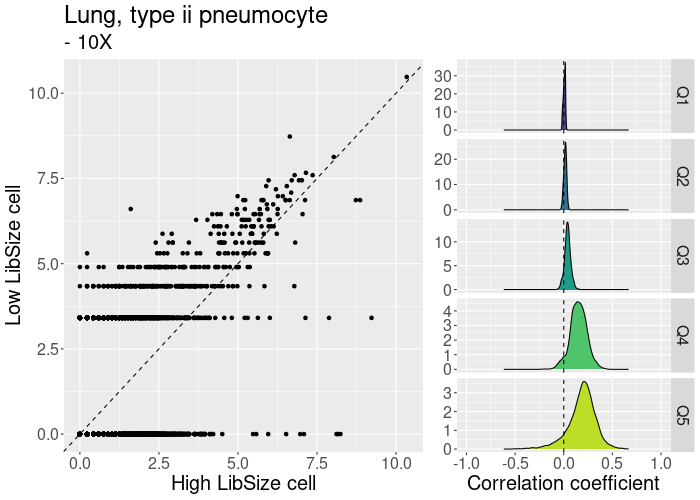 Lung, type ii pneumocyte
- 10X
Low LibSize cell
10.0
7.5
5.0
2.5
0.0
0.0 2.5 5.0 7.5 10.0
High LibSize cell
30
20
10
0
Q1
20
10
0
Q2
10
5
0
Q3
4
3
2
1
0
Q4
3
2
1
0
Q5
-1.0 -0.5 0.0 0.5 1.0
Correlation coefficient